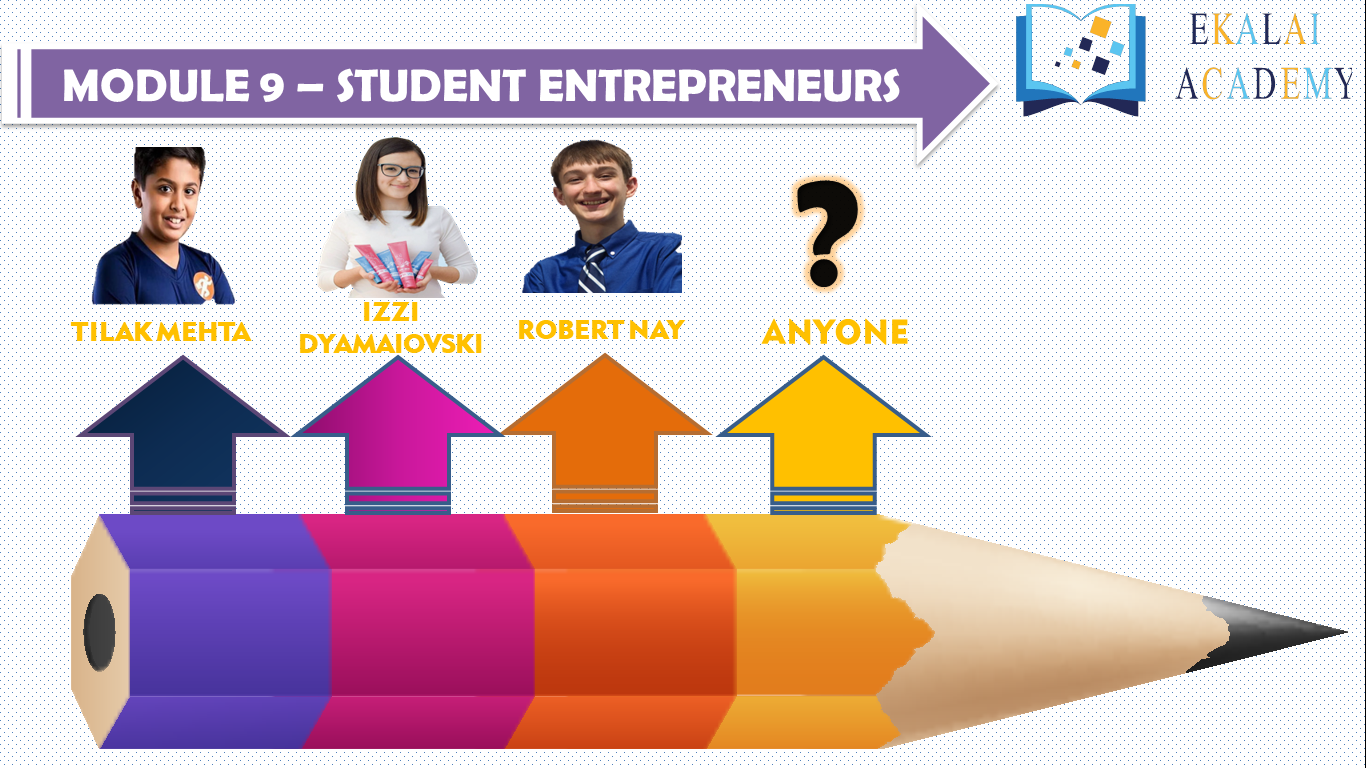 MODULE 9 – STUDENT ENTREPRENEURS
EKALAI
ACADEMY
TILAK MEHTA
IZZI
DYAMAIOVSKI
ROBERT NAY
?
ANYONE